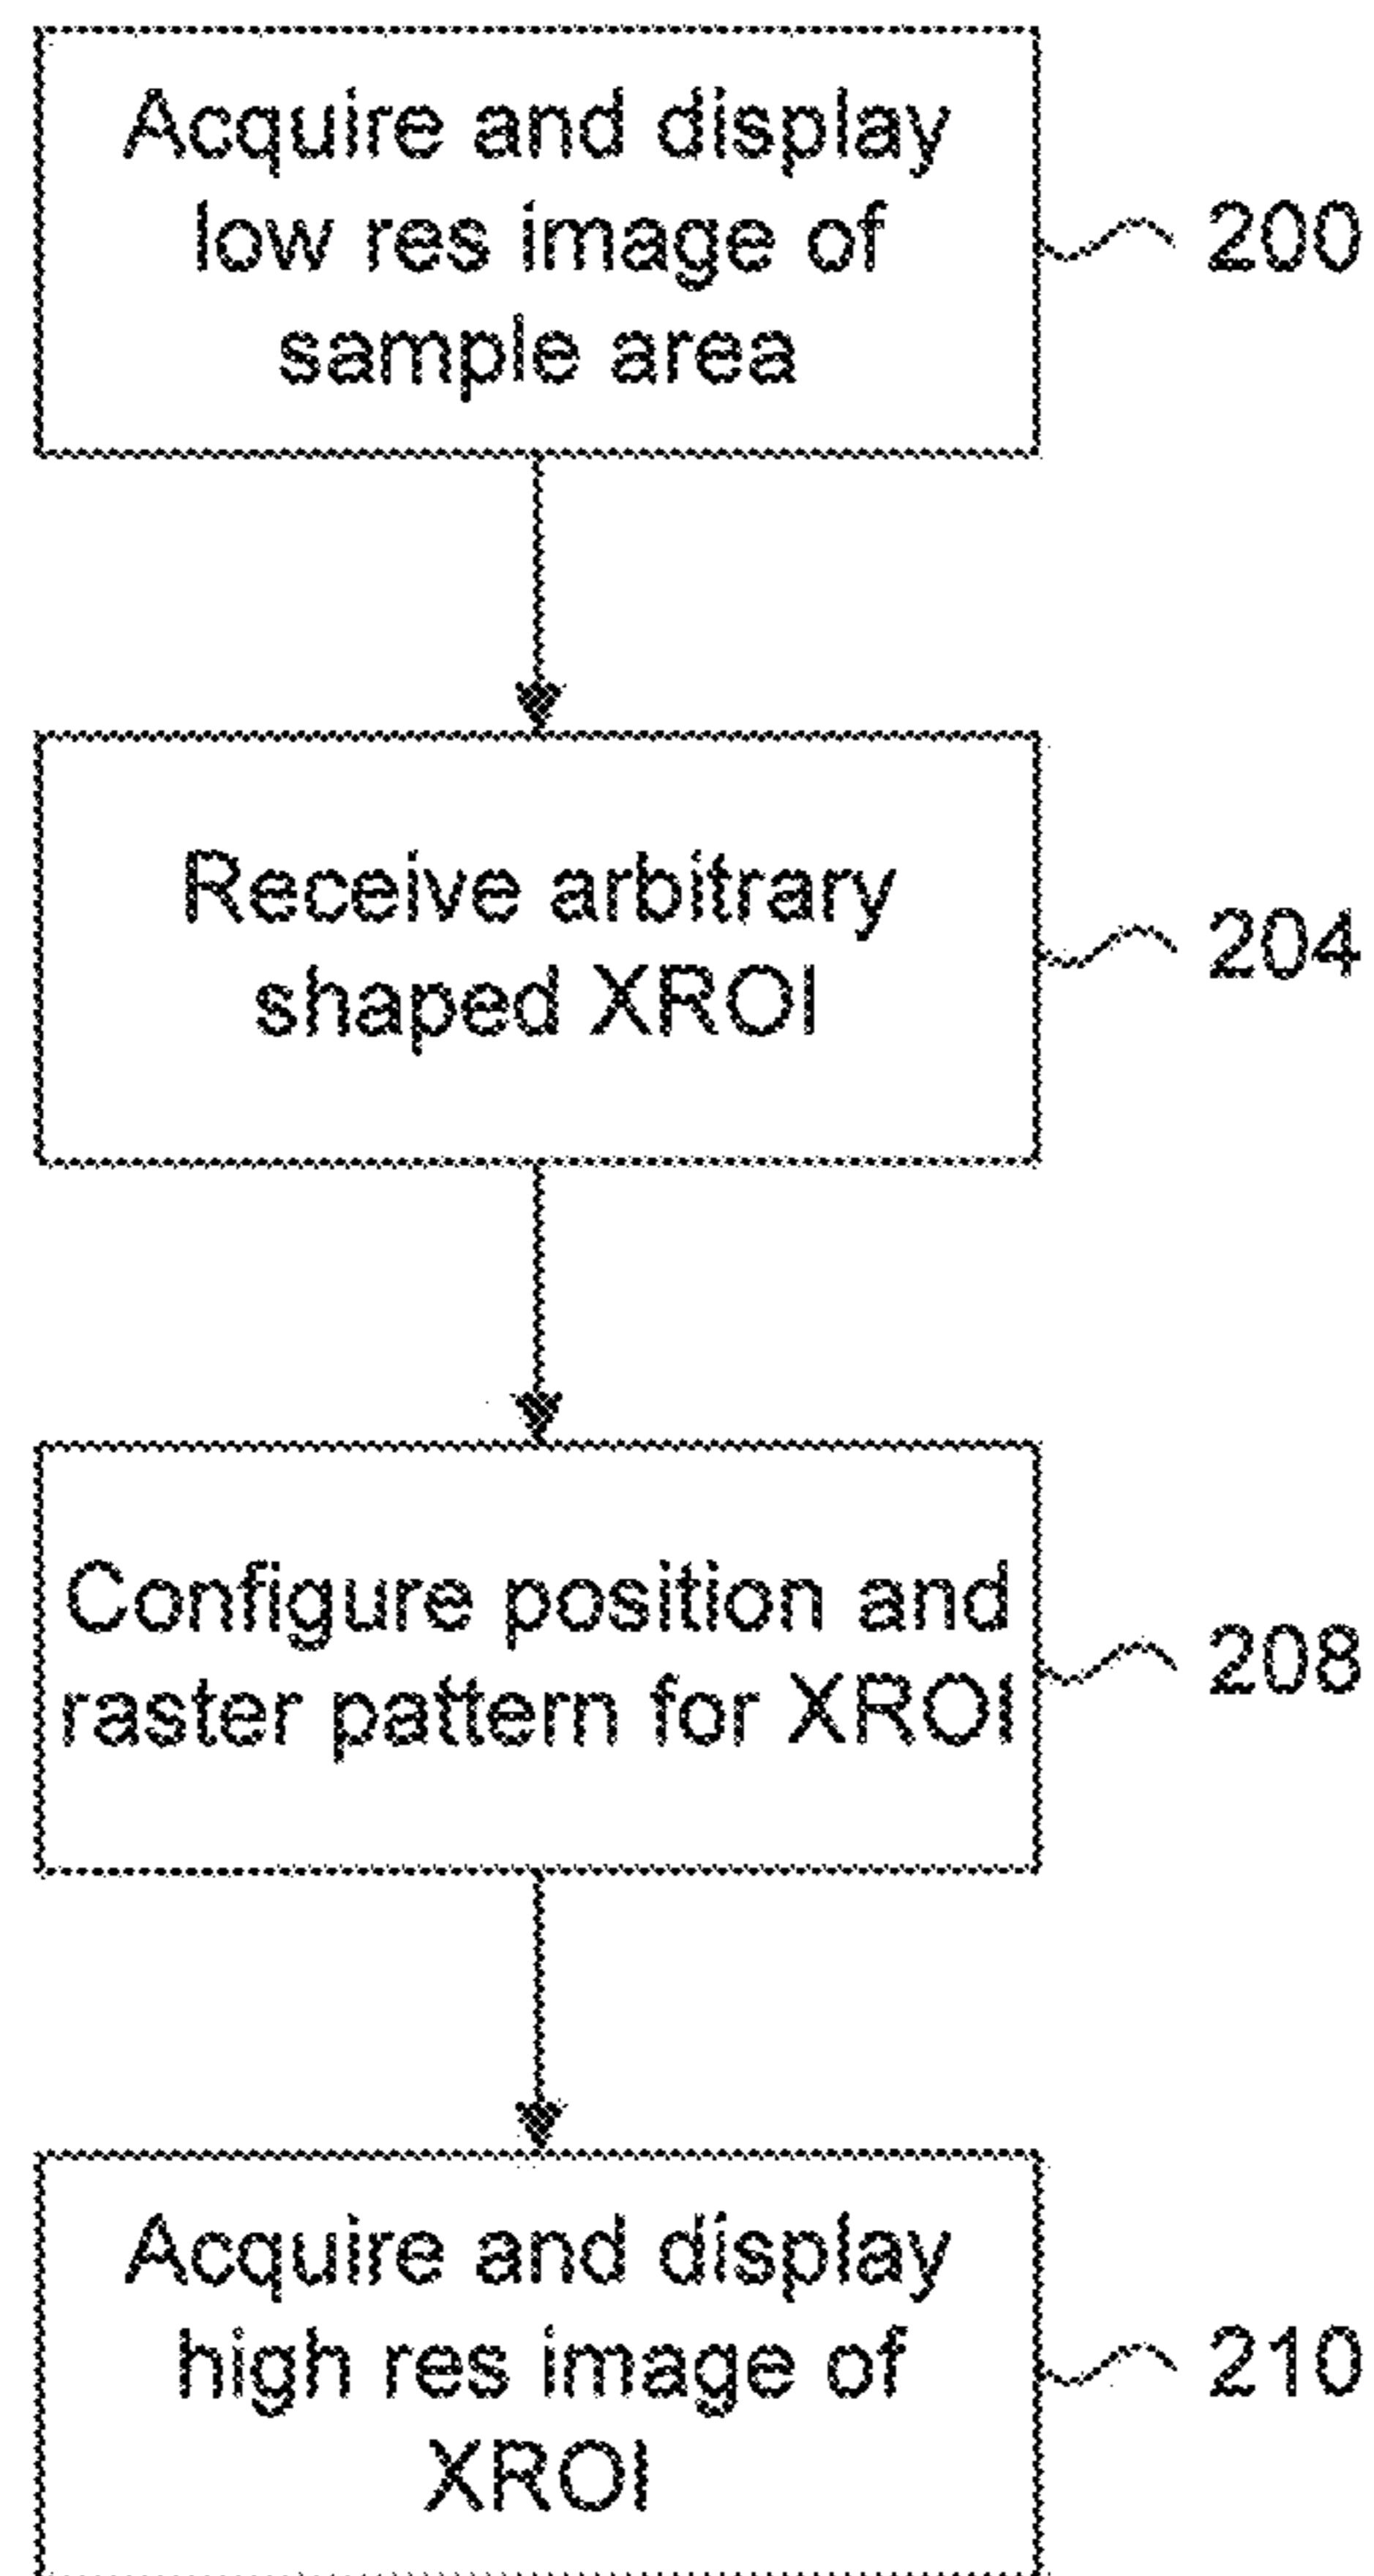 Acquire and display
low res image of
sample area
200
Receive arbitrary
shaped XROI
204
Configure position and
raster pattern for XROI
208
Acquire and display
high res image of
XROI
210